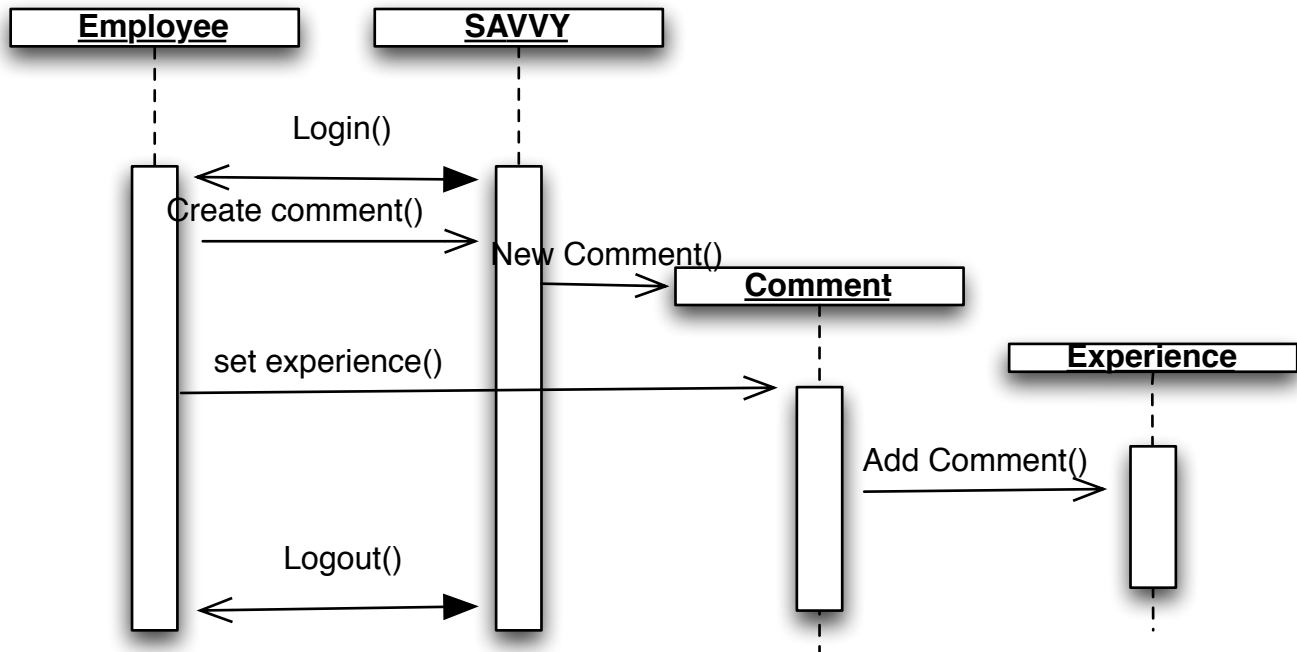 Employee
SAVVY
Login()
Create comment()
New Comment()
Comment
set experience()
Experience
Add Comment()
Logout()